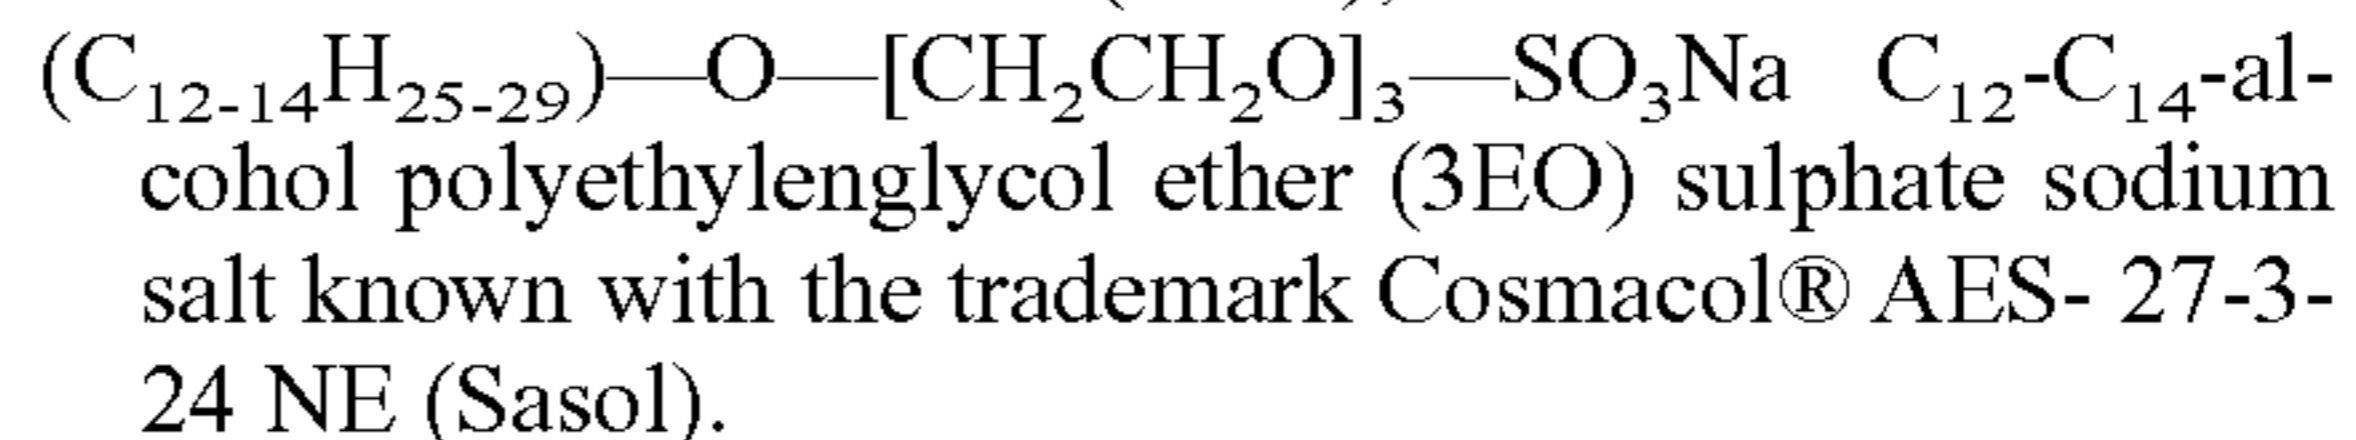 (C₁₂₋₁₄H₂₅₋₂₉)—O—[CH₂CH₂O]₃—SO₃Na C₁₂-C₁₄-al-
cohol polyethylenglycol ether (3EO) sulphate sodium
salt known with the trademark Cosmacol® AES- 27-3-
24 NE (Sasol).